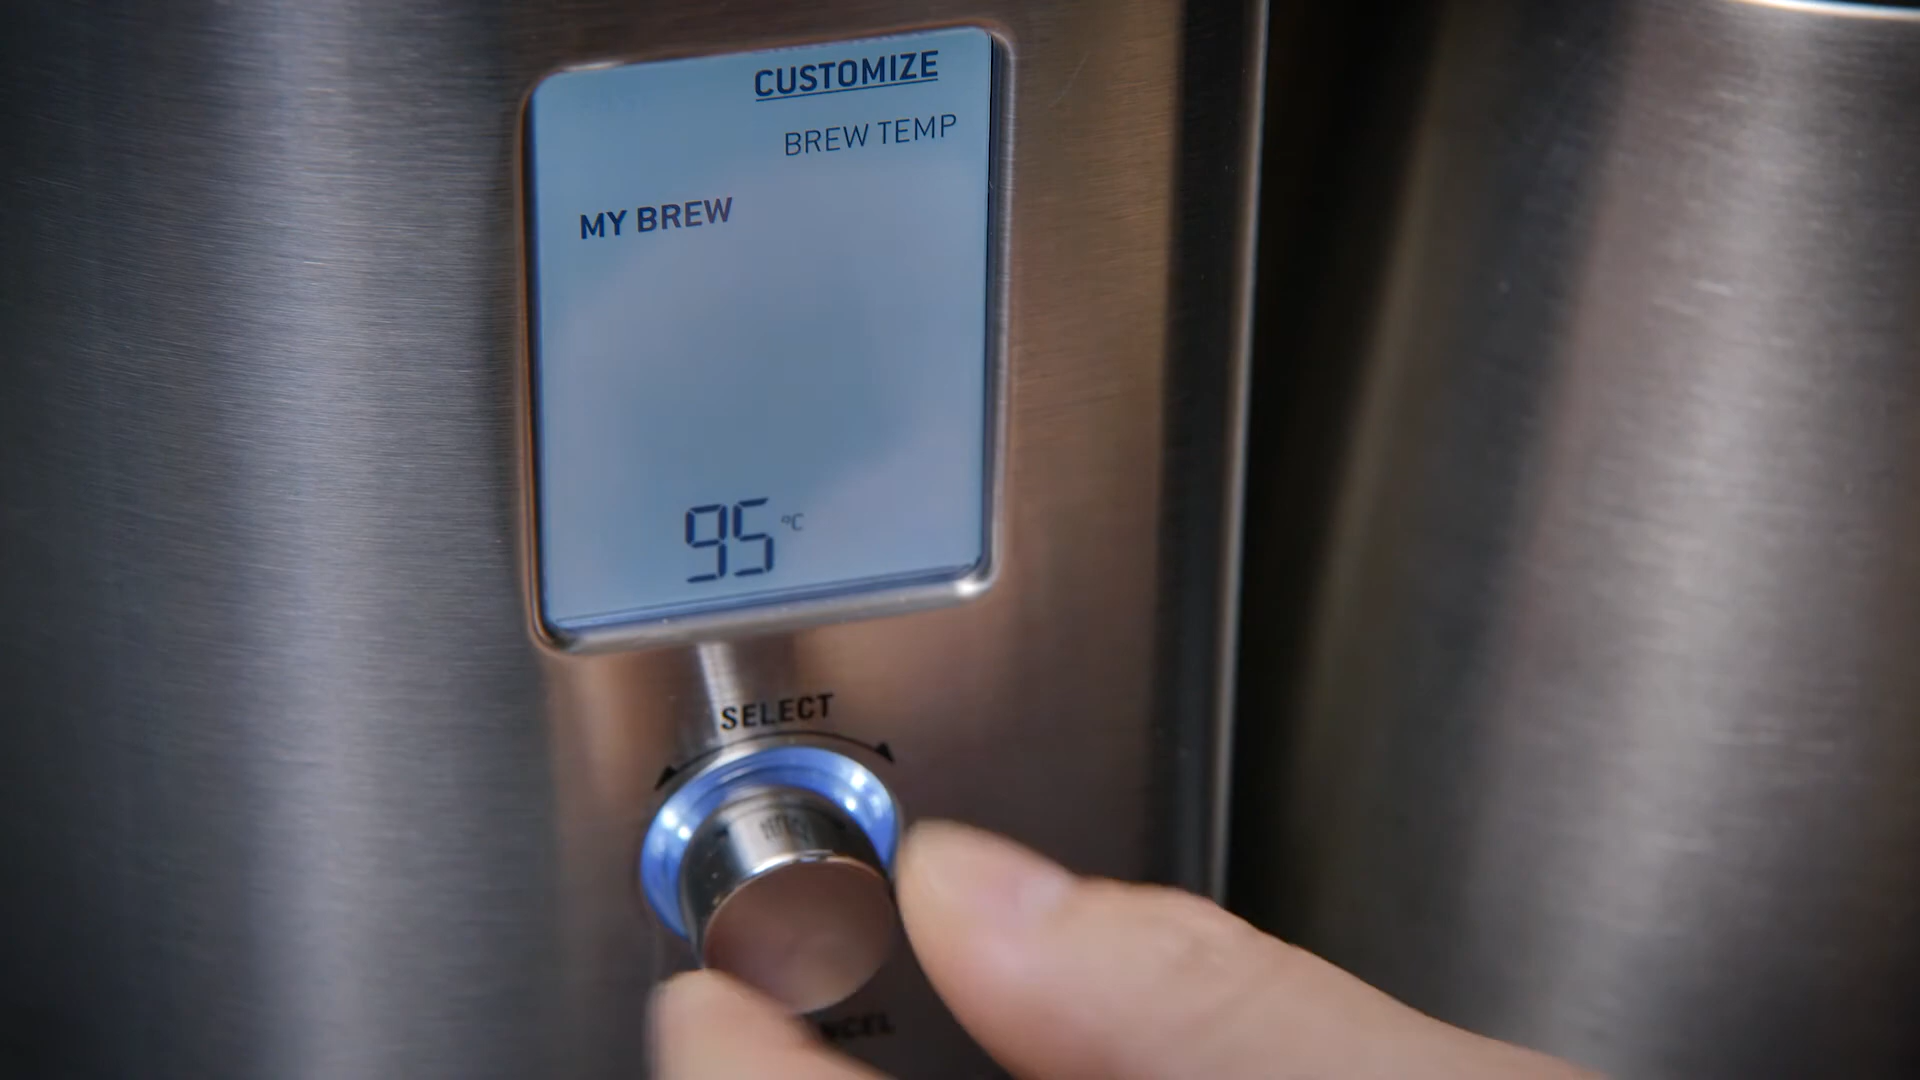 CUSTOMIZE
BREW TEMP
MY BREW
95 °C
SELECT